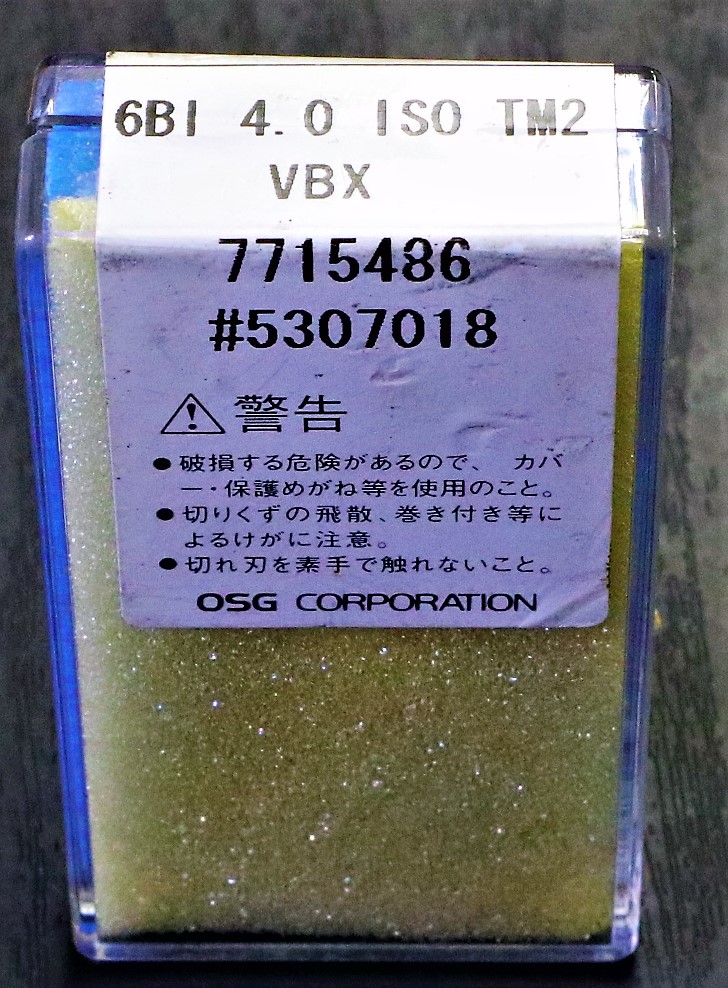 6BI 4.0 ISO TM2
VBX
7715486
#5307018
警告
●破損する危険があるので、カバ
ー・保護めがね等を使用のこと。
●切りくずの飛散、巻き付き等に
よるけがに注意。
●切れ刃を素手で触れないこと。
OSG CORPORATION